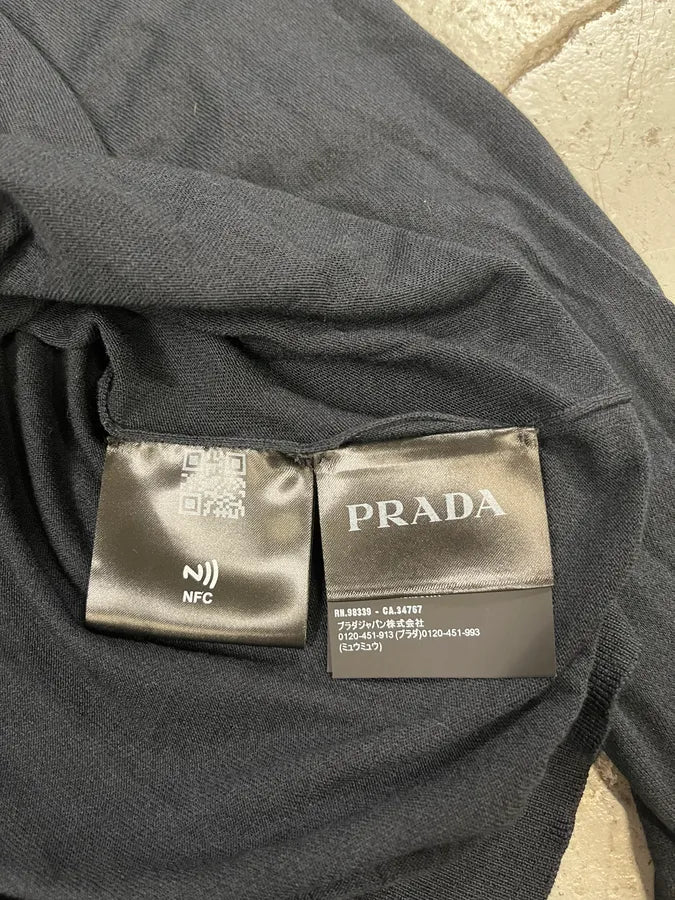 NFC
PRADA
RN.98339 - CA.34767
プラダジャパン株式会社
0120-451-913 (プラダ)0120-451-993
(ミュウミュウ)